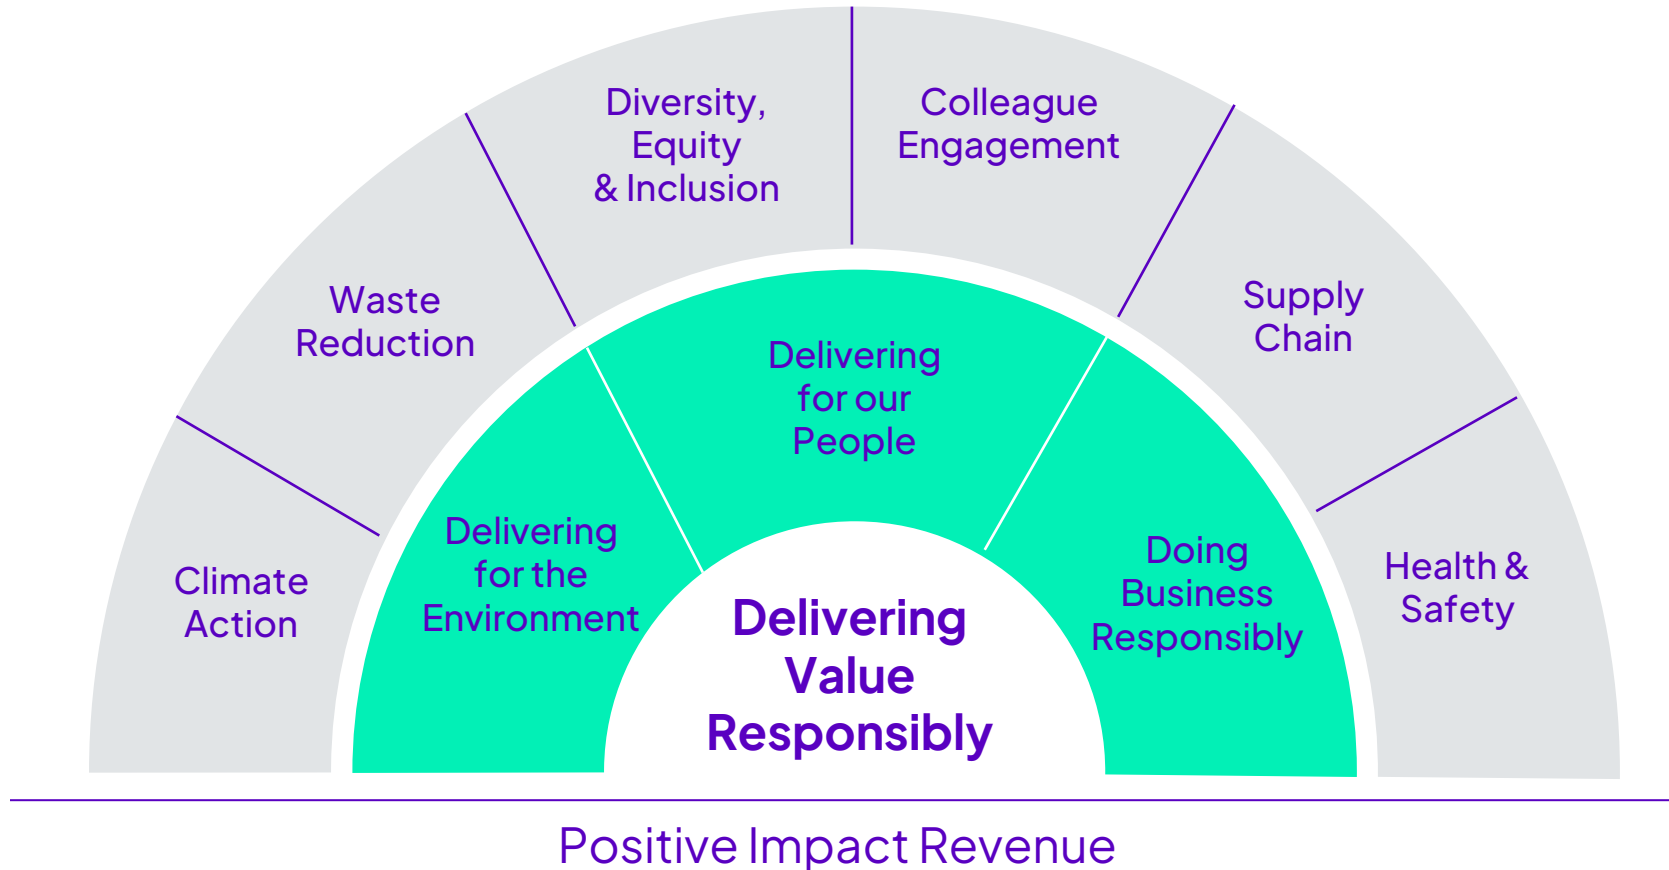 Diversity,
Equity
& Inclusion
Colleague
Engagement
Waste
Reduction
Supply
Chain
Climate
Action
Health &
Safety
Delivering
for our
People
Delivering
for the
Environment
Doing
Business
Responsibly
Delivering
Value
Responsibly
Positive Impact Revenue